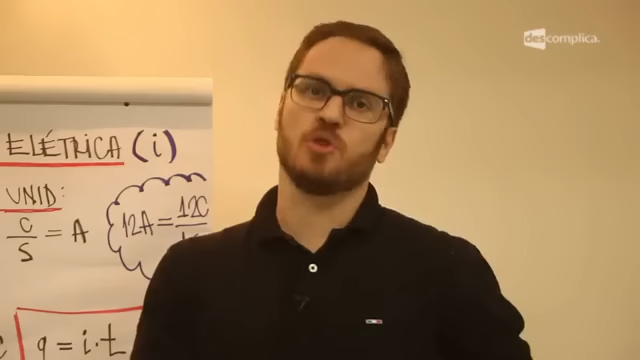 descomplica.
ELÉTRICA (i)
UNID:
C/S = A
12A = 12C
q = i.t